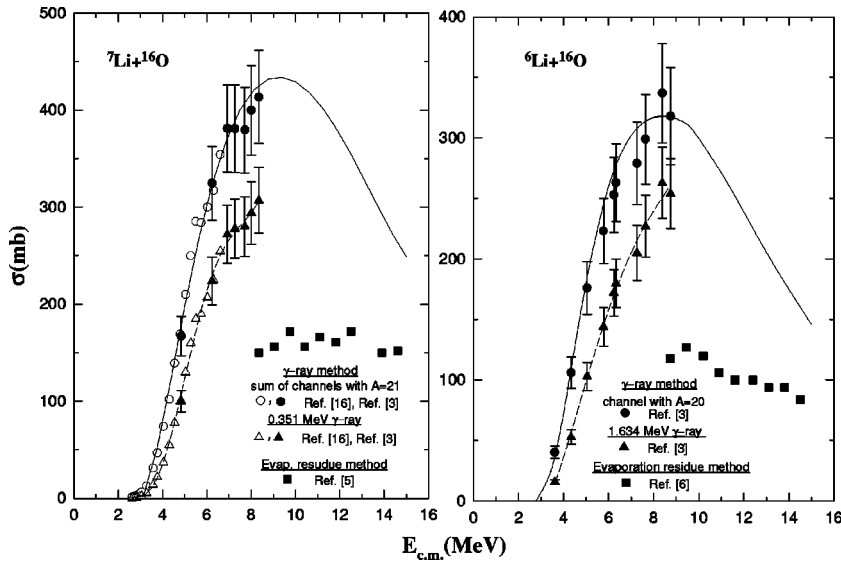 ⁷Li+¹⁶O
σ(mb)
500
400
300
200
100
0
γ-ray method
sum of channels with A=21
, Ref. [16], Ref. [3]
0.351 MeV γ-ray
, Ref. [16], Ref. [3]
Evap. resudue method
Ref. [5]
0 2 4 6 8 10 12 14 16
⁶Li+¹⁶O
400
300
200
100
0
γ-ray method
channel with A=20
Ref. [3]
1.634 MeV γ-ray
Ref. [3]
Evaporation residue method
Ref. [6]
0 2 4 6 8 10 12 14 16
E c.m.(MeV)